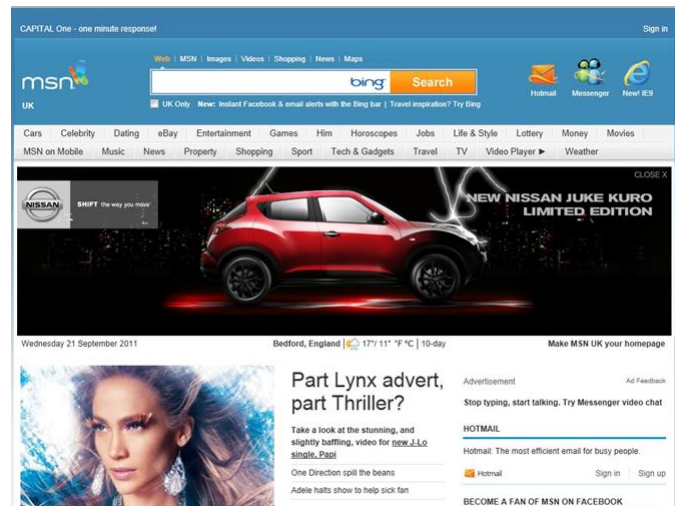 CAPITAL One - one minute response!
Sign in
Web | MSN | Images | Videos | Shopping | News | Maps
msn
UK
bing
Search
UK Only New: Instant Facebook & email alerts with the Bing bar | Travel inspiration? Try Bing
Hotmail
Messenger
New! IE9
Cars Celebrity Dating eBay Entertainment Games Him Horoscopes Jobs Life & Style Lottery Money Movies
MSN on Mobile Music News Property Shopping Sport Tech & Gadgets Travel TV Video Player ► Weather
CLOSE X
NISSAN
SHIFT the way you move
NEW NISSAN JUKE KURO
LIMITED EDITION
Wednesday 21 September 2011
Bedford, England | 17°/ 11° °F °C | 10-day
Make MSN UK your homepage
Part Lynx advert,
part Thriller?
Take a look at the stunning, and
slightly baffling, video for new J-Lo
single, Papi
One Direction spill the beans
Adele halts show to help sick fan
Advertisement
Ad Feedback
Stop typing, start talking. Try Messenger video chat
HOTMAIL
Hotmail: The most efficient email for busy people.
Hotmail
Sign in | Sign up
BECOME A FAN OF MSN ON FACEBOOK